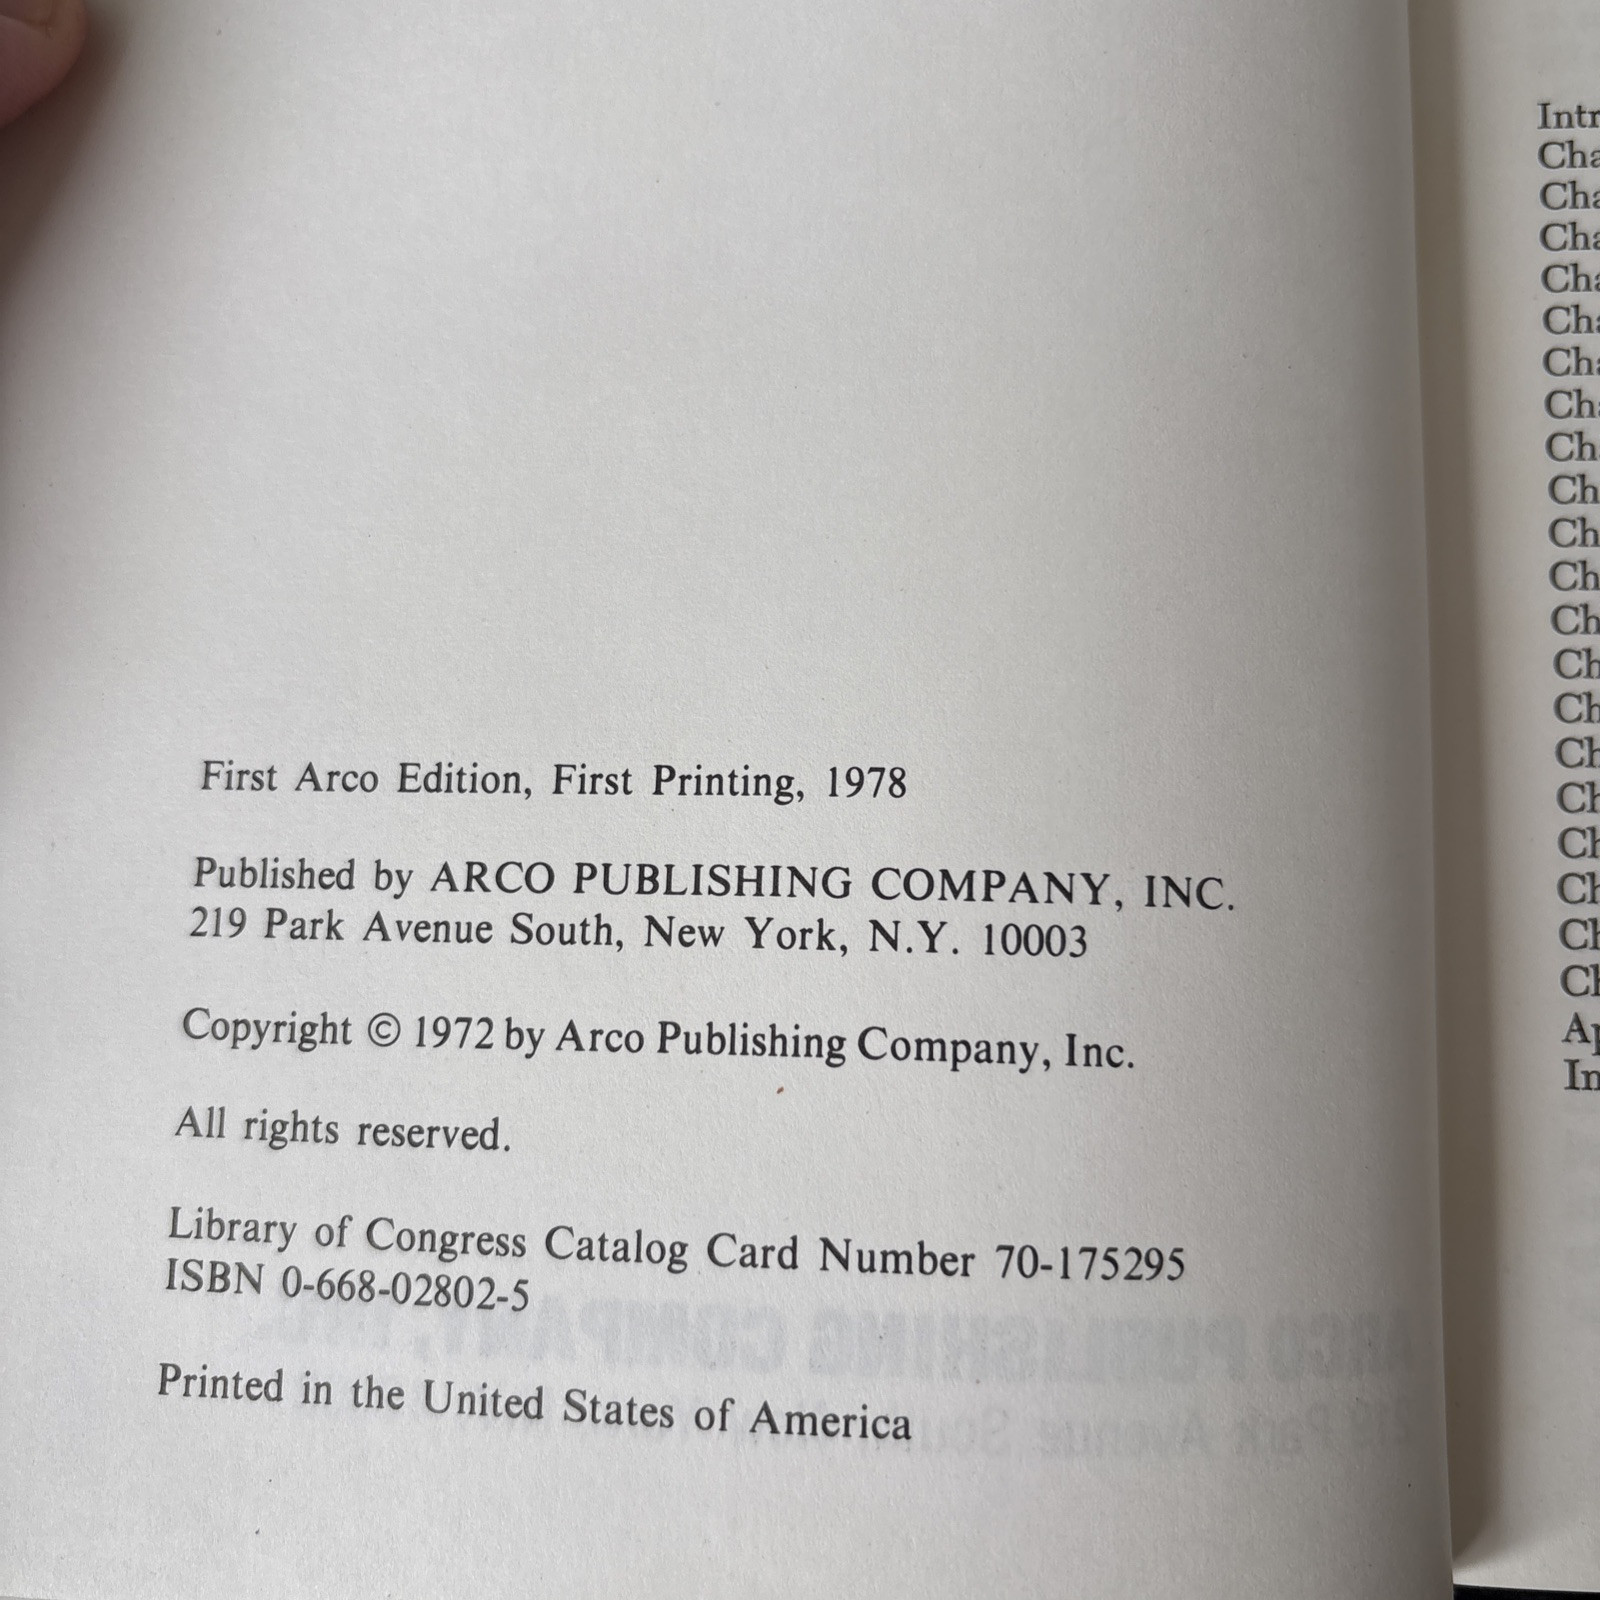 First Arco Edition, First Printing, 1978
Published by ARCO PUBLISHING COMPANY, INC.
219 Park Avenue South, New York, N.Y. 10003
Copyright © 1972 by Arco Publishing Company, Inc.
All rights reserved.
Library of Congress Catalog Card Number 70-175295
ISBN 0-668-02802-5
Printed in the United States of America